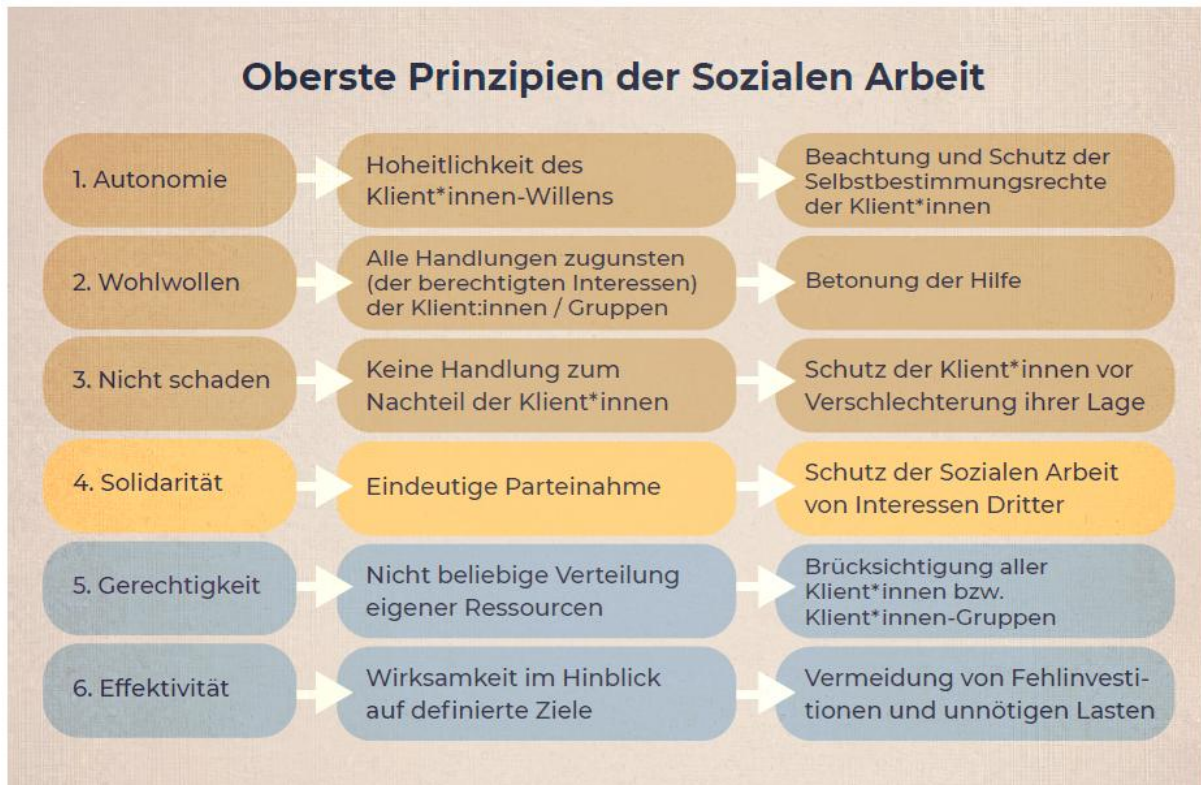 Oberste Prinzipien der Sozialen Arbeit
1. Autonomie
Hoheitlichkeit des
Klient*innen-Willens
Beachtung und Schutz der
Selbstbestimmungsrechte
der Klient*innen
2. Wohlwollen
Alle Handlungen zugunsten
(der berechtigten Interessen)
der Klient:innen / Gruppen
Betonung der Hilfe
3. Nicht schaden
Keine Handlung zum
Nachteil der Klient*innen
Schutz der Klient*innen vor
Verschlechterung ihrer Lage
4. Solidarität
Eindeutige Parteinahme
Schutz der Sozialen Arbeit
von Interessen Dritter
5. Gerechtigkeit
Nicht beliebige Verteilung
eigener Ressourcen
Brücksichtigung aller
Klient*innen bzw.
Klient*innen-Gruppen
6. Effektivität
Wirksamkeit im Hinblick
auf definierte Ziele
Vermeidung von Fehlinvesti-
tionen und unnötigen Lasten